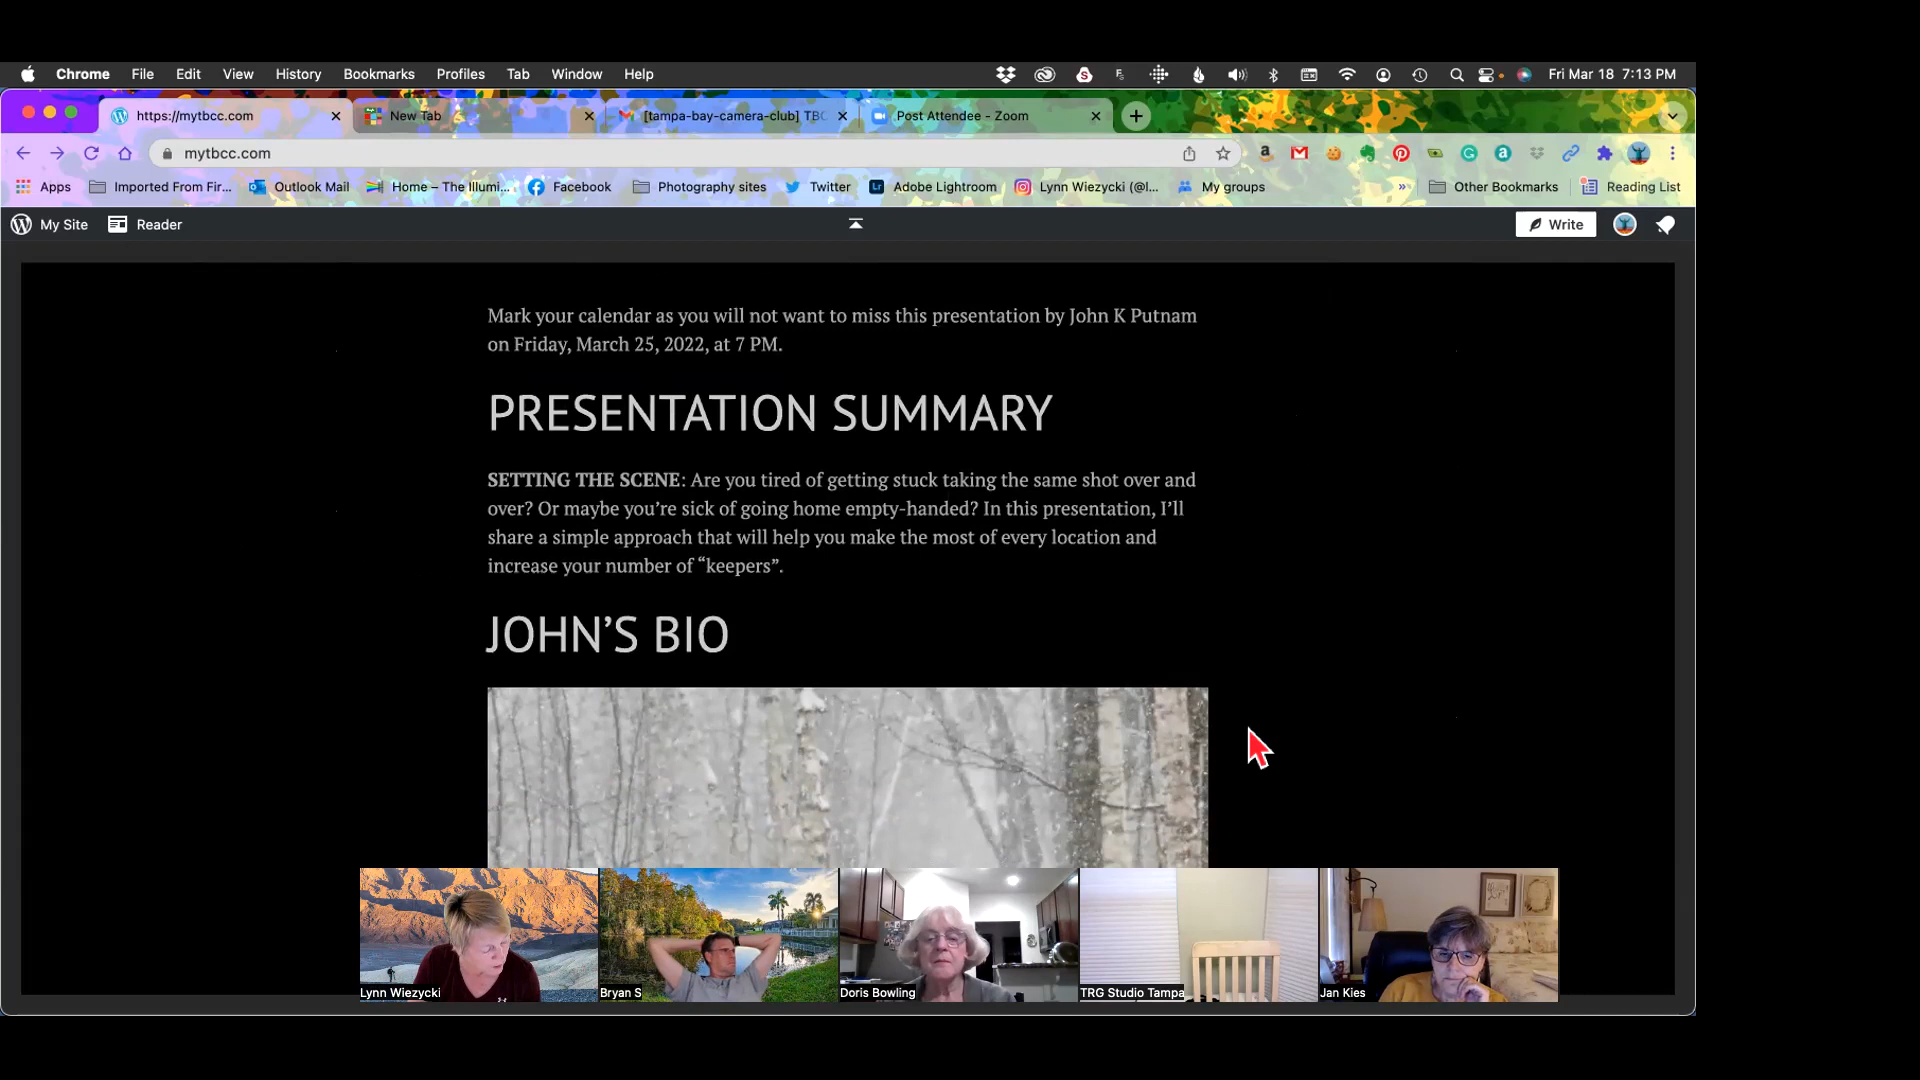 Chrome File Edit View History Bookmarks Profiles Tab Window Help Fri Mar 18 7:13 PM
https://mytbcc.com New Tab [tampa-bay-camera-club] TBC Post Attendee - Zoom
mytbcc.com
Apps Imported From Fir... Outlook Mail Home – The Illumi... Facebook Photography sites Twitter Adobe Lightroom Lynn Wiezycki (@l... My groups » Other Bookmarks Reading List
My Site Reader Write
Mark your calendar as you will not want to miss this presentation by John K Putnam
on Friday, March 25, 2022, at 7 PM.
PRESENTATION SUMMARY
SETTING THE SCENE: Are you tired of getting stuck taking the same shot over and
over? Or maybe you’re sick of going home empty-handed? In this presentation, I’ll
share a simple approach that will help you make the most of every location and
increase your number of “keepers”.
JOHN’S BIO
Lynn Wiezycki Bryan S Doris Bowling TRG Studio Tampa Jan Kies